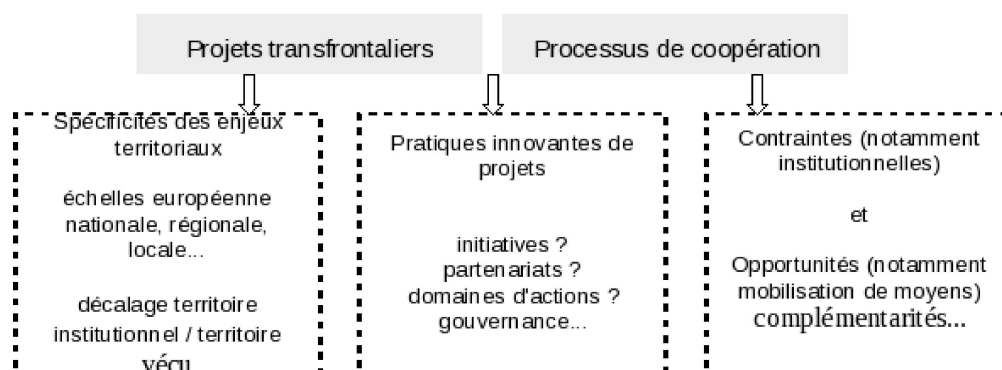 Projets transfrontaliers
Processus de coopération
Spécificités des enjeux
territoriaux
échelles européenne
nationale, régionale,
locale...
décalage territoire
institutionnel / territoire
vécu
Pratiques innovantes de
projets
initiatives ?
partenariats ?
domaines d'actions ?
gouvernance...
Contraintes (notamment
institutionnelles)
et
Opportunités (notamment
mobilisation de moyens)
complémentarités...